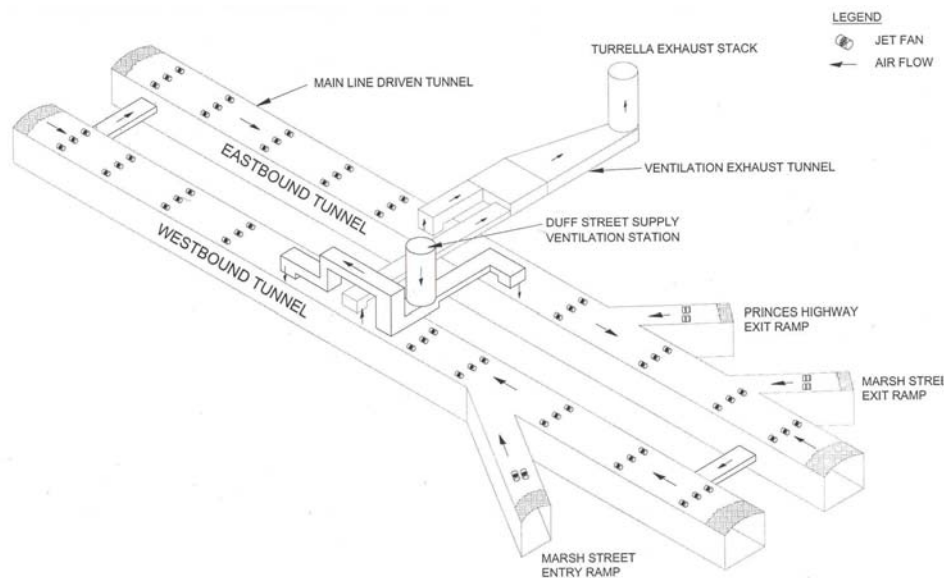 LEGEND
JET FAN
AIR FLOW
TURRELLA EXHAUST STACK
MAIN LINE DRIVEN TUNNEL
VENTILATION EXHAUST TUNNEL
EASTBOUND TUNNEL
DUFF STREET SUPPLY
VENTILATION STATION
WESTBOUND TUNNEL
PRINCES HIGHWAY
EXIT RAMP
MARSH STREE
EXIT RAMP
MARSH STREET
ENTRY RAMP